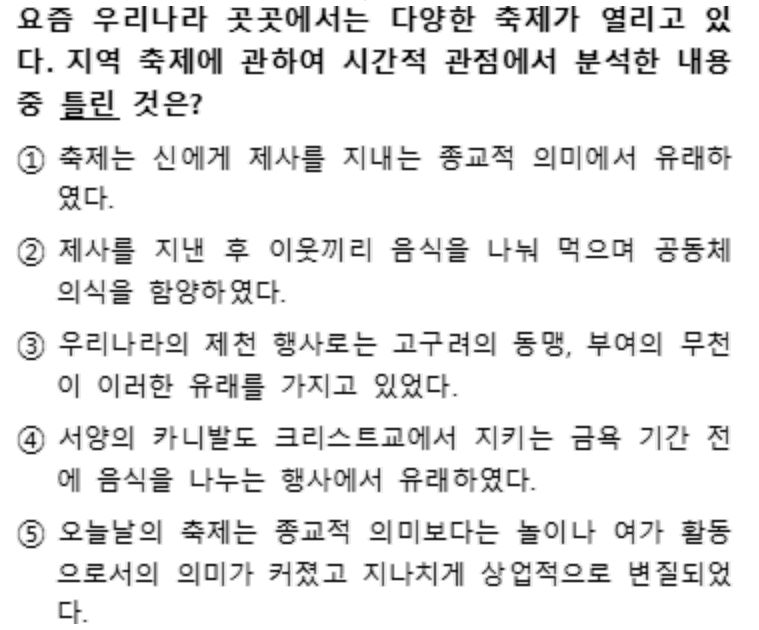 요즘 우리나라 곳곳에서는 다양한 축제가 열리고 있
다. 지역 축제에 관하여 시간적 관점에서 분석한 내용
중 틀린 것은?
① 축제는 신에게 제사를 지내는 종교적 의미에서 유래하
였다.
② 제사를 지낸 후 이웃끼리 음식을 나눠 먹으며 공동체
의식을 함양하였다.
③ 우리나라의 제천 행사로는 고구려의 동맹, 부여의 무천
이 이러한 유래를 가지고 있었다.
④ 서양의 카니발도 크리스트교에서 지키는 금욕 기간 전
에 음식을 나누는 행사에서 유래하였다.
⑤ 오늘날의 축제는 종교적 의미보다는 놀이나 여가 활동
으로서의 의미가 커졌고 지나치게 상업적으로 변질되었
다.